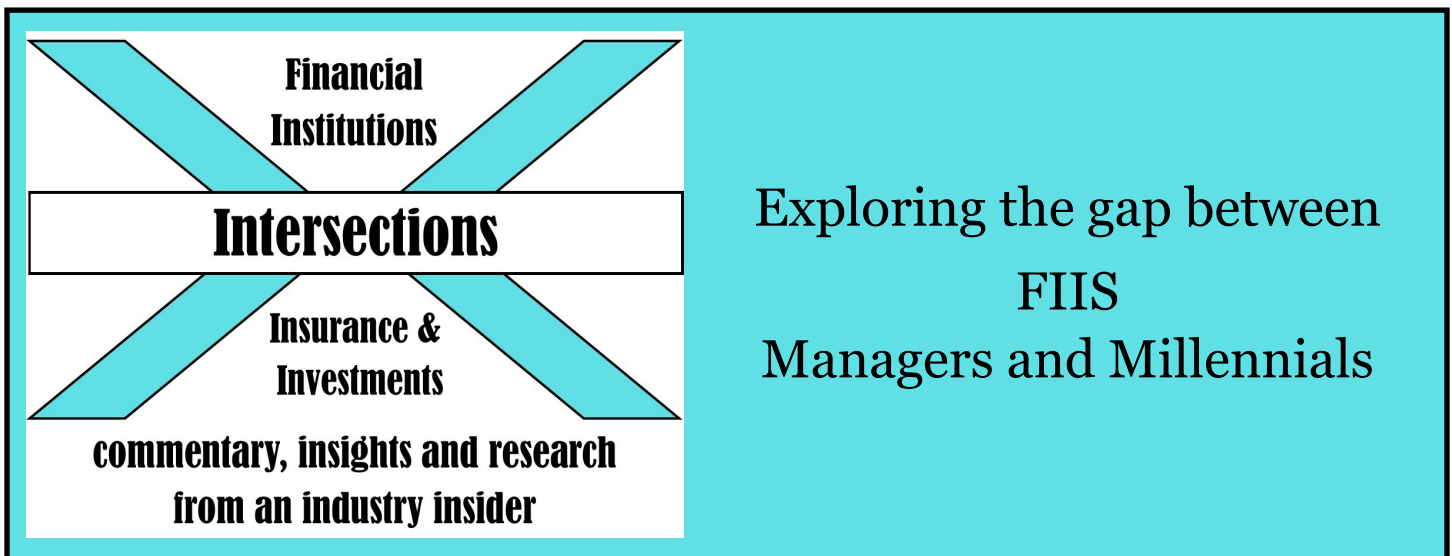 Financial
Institutions
Intersections
Insurance &
Investments
commentary, insights and research
from an industry insider
Exploring the gap between
FIIS
Managers and Millennials